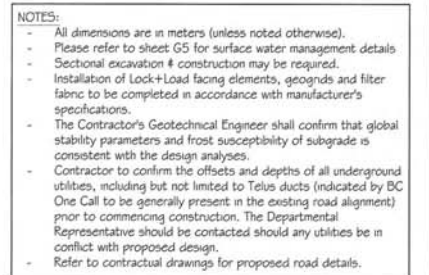 NOTES:
- All dimensions are in meters (unless noted otherwise).
- Please refer to sheet G5 for surface water management details
- Sectional excavation & construction may be required.
- Installation of Lock+Load facing elements, geogrids and filter
fabric to be completed in accordance with manufacturer's
specifications.
- The Contractor's Geotechnical Engineer shall confirm that global
stability parameters and frost susceptibility of subgrade is
consistent with the design analyses.
- Contractor to confirm the offsets and depths of all underground
utilities, including but not limited to Telus ducts (indicated by BC
One Call to be generally present in the existing road alignment)
prior to commencing construction. The Departmental
Representative should be contacted should any utilities be in
conflict with proposed design.
- Refer to contractual drawings for proposed road details.